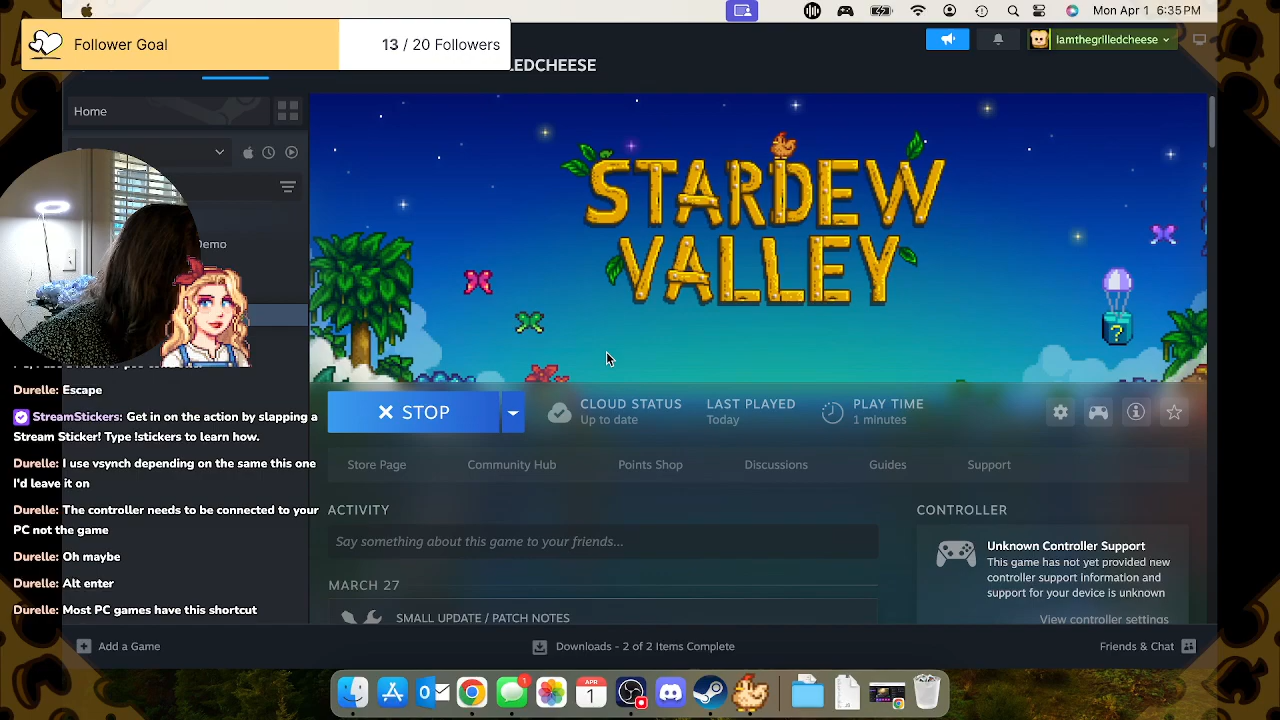 Mon Apr 1 6:35 PM
Follower Goal
13 / 20 Followers
LEDCHEESE
iamthegrilledcheese
Home
Demo
STARDEW
VALLEY
?
STOP
CLOUD STATUS
Up to date
LAST PLAYED
Today
PLAY TIME
1 minutes
Store Page
Community Hub
Points Shop
Discussions
Guides
Support
ACTIVITY
Say something about this game to your friends...
MARCH 27
SMALL UPDATE / PATCH NOTES
CONTROLLER
Unknown Controller Support
This game has not yet provided new
controller support information and
support for your device is unknown
View controller settings
Durelle: Escape
StreamStickers: Get in on the action by slapping a
Stream Sticker! Type !stickers to learn how.
Durelle: I use vsynch depending on the same this one
I'd leave it on
Durelle: The controller needs to be connected to your
PC not the game
Durelle: Oh maybe
Durelle: Alt enter
Durelle: Most PC games have this shortcut
Add a Game
Downloads - 2 of 2 Items Complete
Friends & Chat
APR
1
1